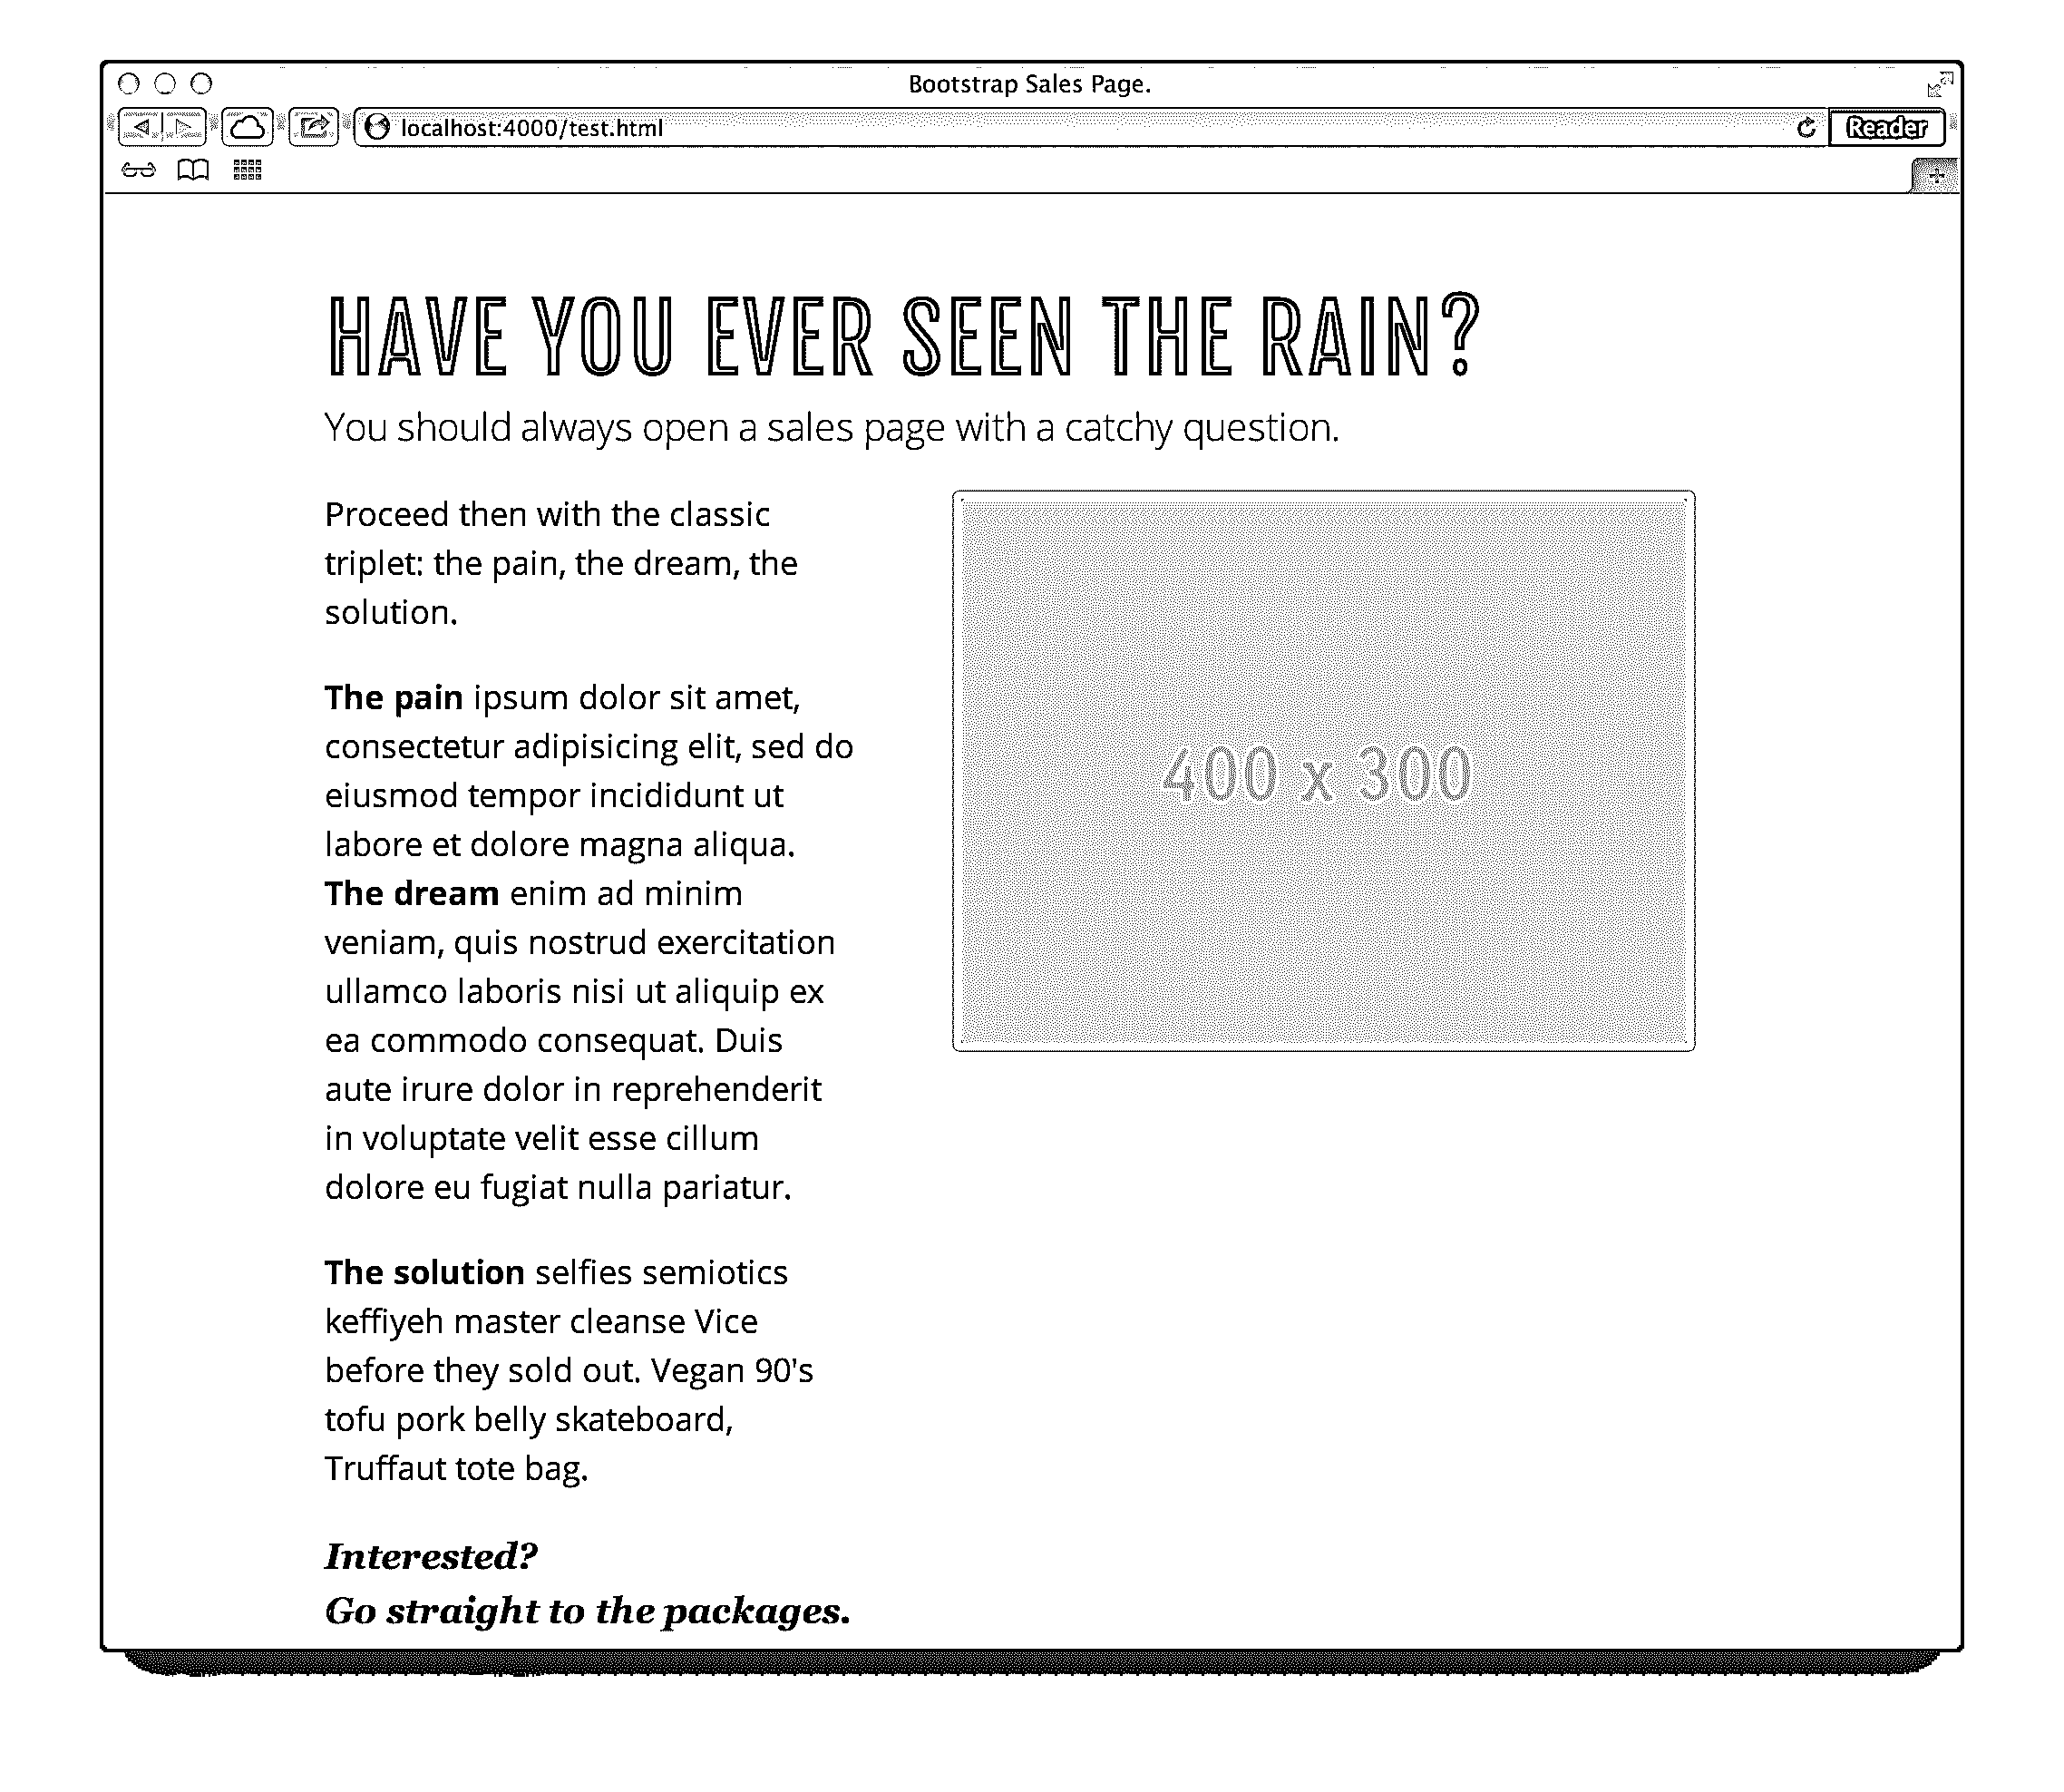 Bootstrap Sales Page.
localhost:4000/test.html
Reader
HAVE YOU EVER SEEN THE RAIN?
You should always open a sales page with a catchy question.
Proceed then with the classic
triplet: the pain, the dream, the
solution.
The pain ipsum dolor sit amet,
consectetur adipisicing elit, sed do
eiusmod tempor incididunt ut
labore et dolore magna aliqua.
The dream enim ad minim
veniam, quis nostrud exercitation
ullamco laboris nisi ut aliquip ex
ea commodo consequat. Duis
aute irure dolor in reprehenderit
in voluptate velit esse cillum
dolore eu fugiat nulla pariatur.
The solution selfies semiotics
keffiyeh master cleanse Vice
before they sold out. Vegan 90's
tofu pork belly skateboard,
Truffaut tote bag.
Interested?
Go straight to the packages.
400 x 300